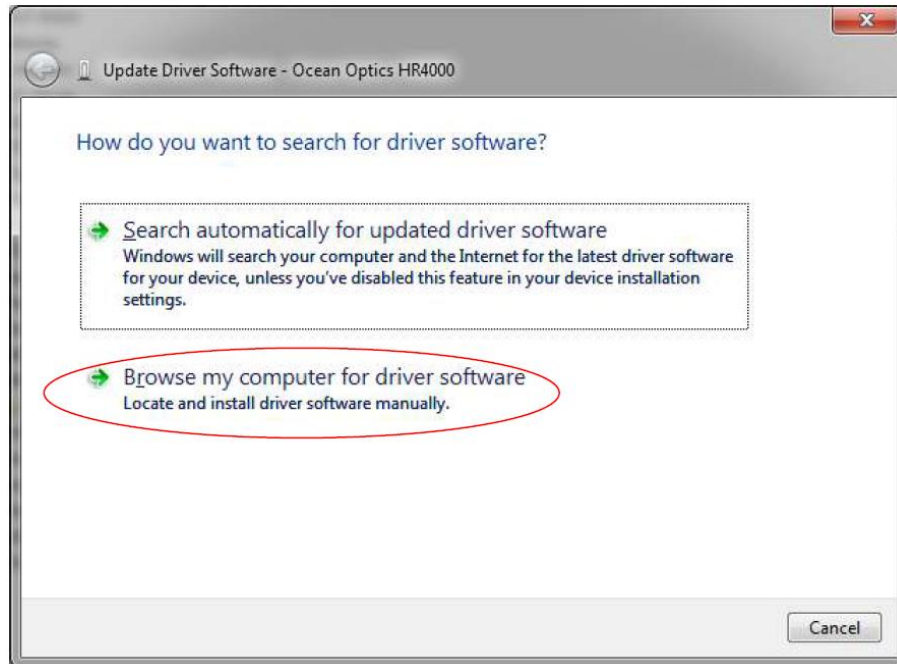 Update Driver Software - Ocean Optics HR4000
How do you want to search for driver software?
Search automatically for updated driver software
Windows will search your computer and the Internet for the latest driver software
for your device, unless you've disabled this feature in your device installation
settings.
Browse my computer for driver software
Locate and install driver software manually.
Cancel